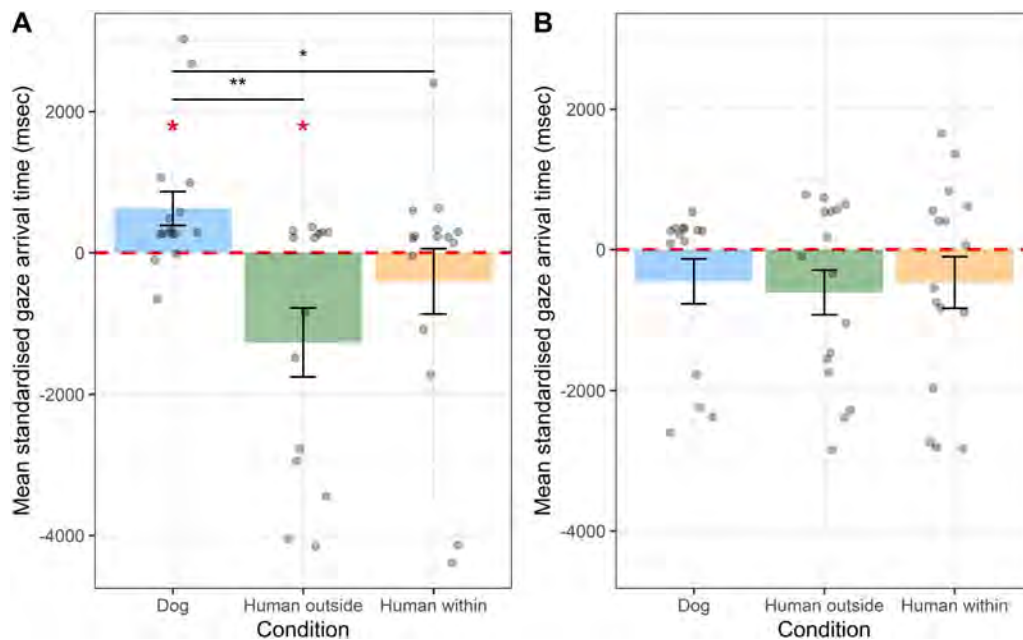 A
Mean standardised gaze arrival time (msec)
2000
0
-2000
-4000
*
**
*
*
Dog
Human outside
Human within
Condition
B
Mean standardised gaze arrival time (msec)
2000
0
-2000
-4000
Dog
Human outside
Human within
Condition